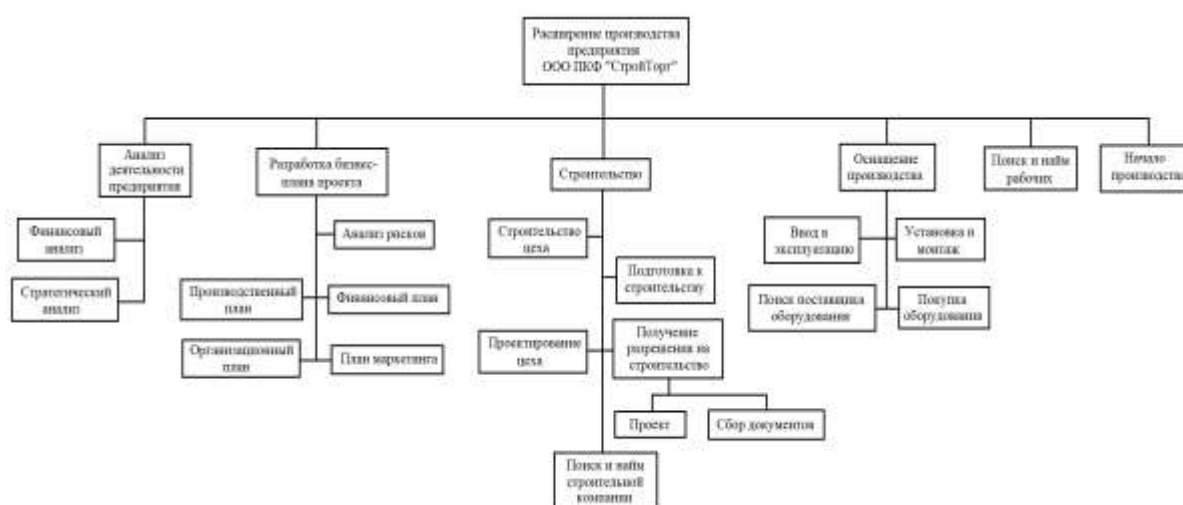 Расширение производства
предприятия
ООО ПКФ "СтройТорг"
Анализ
деятельности
предприятия
Разработка бизнес-
плана проекта
Строительство
Оснащение
производства
Поиск и найм
рабочих
Начало
производства
Финансовый
анализ
Стратегический
анализ
Анализ рисков
Производственный
план
Финансовый план
Организационный
план
План маркетинга
Строительство
цеха
Подготовка к
строительству
Проектирование
цеха
Получение
разрешения на
строительство
Проект
Сбор документов
Поиск и найм
строительной
компании
Ввод в
эксплуатацию
Установка и
монтаж
Поиск поставщика
оборудования
Покупка
оборудования